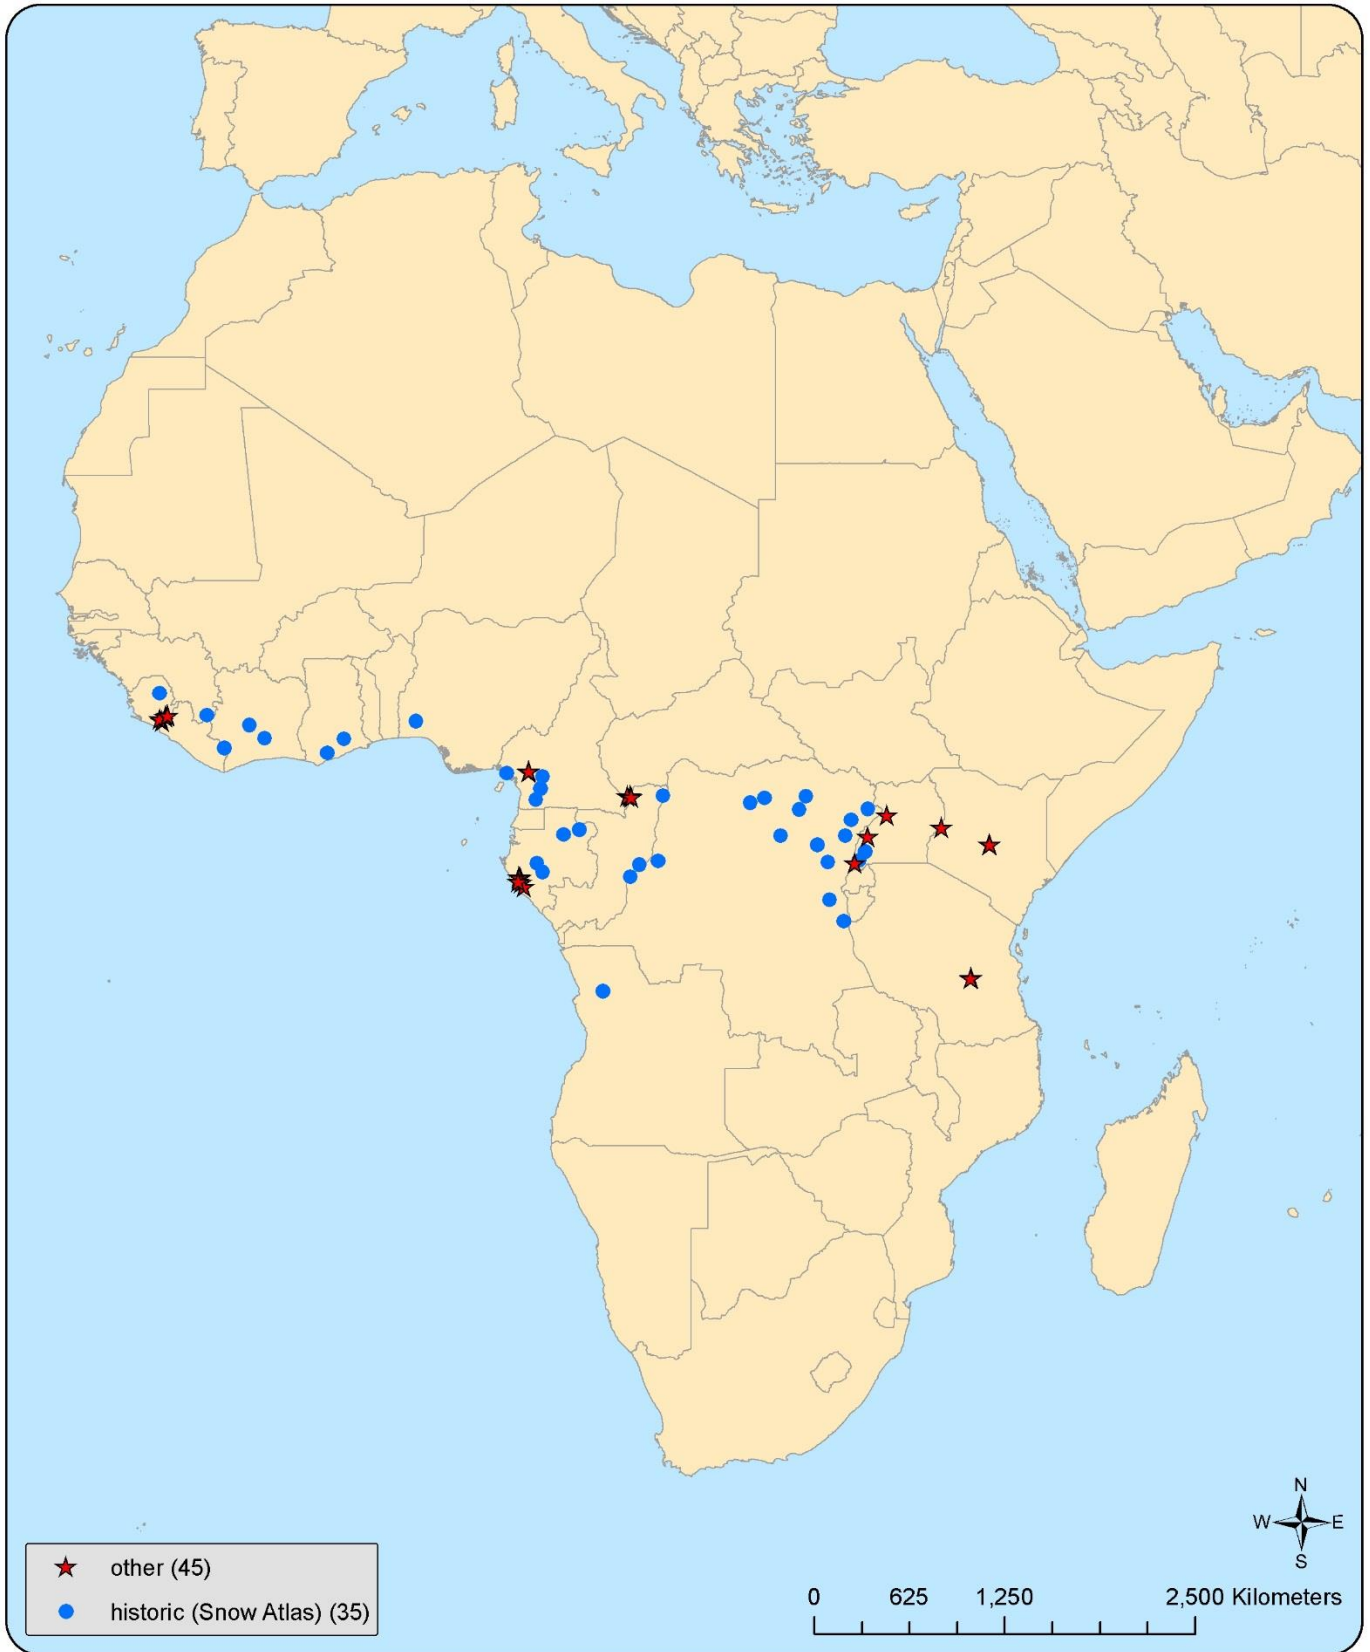 N
W E
S
other (45)
historic (Snow Atlas) (35)
0 625 1,250 2,500 Kilometers